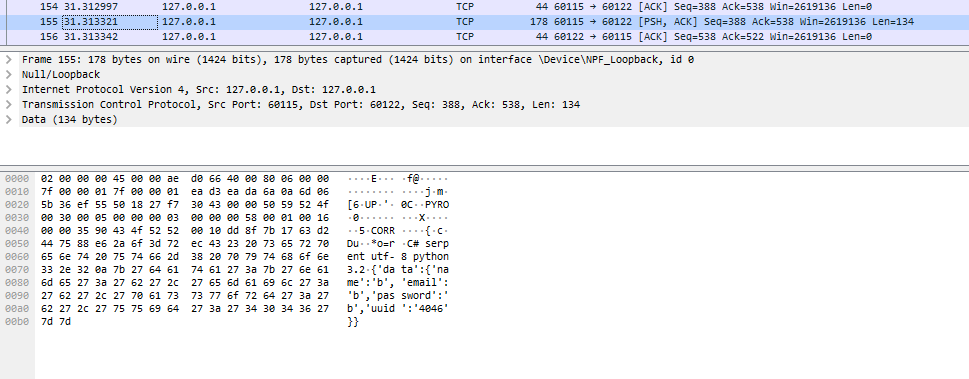 154 31.312997 127.0.0.1 127.0.0.1 TCP 44 60115 → 60122 [ACK] Seq=388 Ack=538 Win=2619136 Len=0
155 31.313321 127.0.0.1 127.0.0.1 TCP 178 60115 → 60122 [PSH, ACK] Seq=388 Ack=538 Win=2619136 Len=134
156 31.313342 127.0.0.1 127.0.0.1 TCP 44 60122 → 60115 [ACK] Seq=538 Ack=522 Win=2619136 Len=0
Frame 155: 178 bytes on wire (1424 bits), 178 bytes captured (1424 bits) on interface \Device\NPF_Loopback, id 0
Null/Loopback
Internet Protocol Version 4, Src: 127.0.0.1, Dst: 127.0.0.1
Transmission Control Protocol, Src Port: 60115, Dst Port: 60122, Seq: 388, Ack: 538, Len: 134
Data (134 bytes)
0000 02 00 00 00 45 00 00 ae d0 66 40 00 80 06 00 00 ····E··· ·f@·····
0010 7f 00 00 01 7f 00 00 01 ea d3 ea da 6a 0a 6d 06 ········ ····j·m·
0020 5b 36 ef 55 50 18 27 f7 30 43 00 00 50 59 52 4f [6·UP·'· 0C··PYRO
0030 00 30 00 05 00 00 00 03 00 00 00 58 00 01 00 16 ·0······ ···X····
0040 00 00 35 90 43 4f 52 52 00 10 dd 8f 7b 17 63 d2 ··5·CORR ····{·c·
0050 44 75 88 e6 2a 6f 3d 72 ec 43 23 20 73 65 72 70 Du··*o=r ·C# serp
0060 65 6e 74 20 75 74 66 2d 38 20 70 79 74 68 6f 6e ent utf- 8 python
0070 33 2e 32 0a 7b 27 64 61 74 61 27 3a 7b 27 6e 61 3.2·{'da ta':{'na
0080 6d 65 27 3a 27 62 27 2c 27 65 6d 61 69 6c 27 3a me':'b', 'email':
0090 27 62 27 2c 27 70 61 73 73 77 6f 72 64 27 3a 27 'b','pas sword':'
00a0 62 27 2c 27 75 75 69 64 27 3a 27 34 30 34 36 27 b','uuid ':'4046'
00b0 7d 7d }}